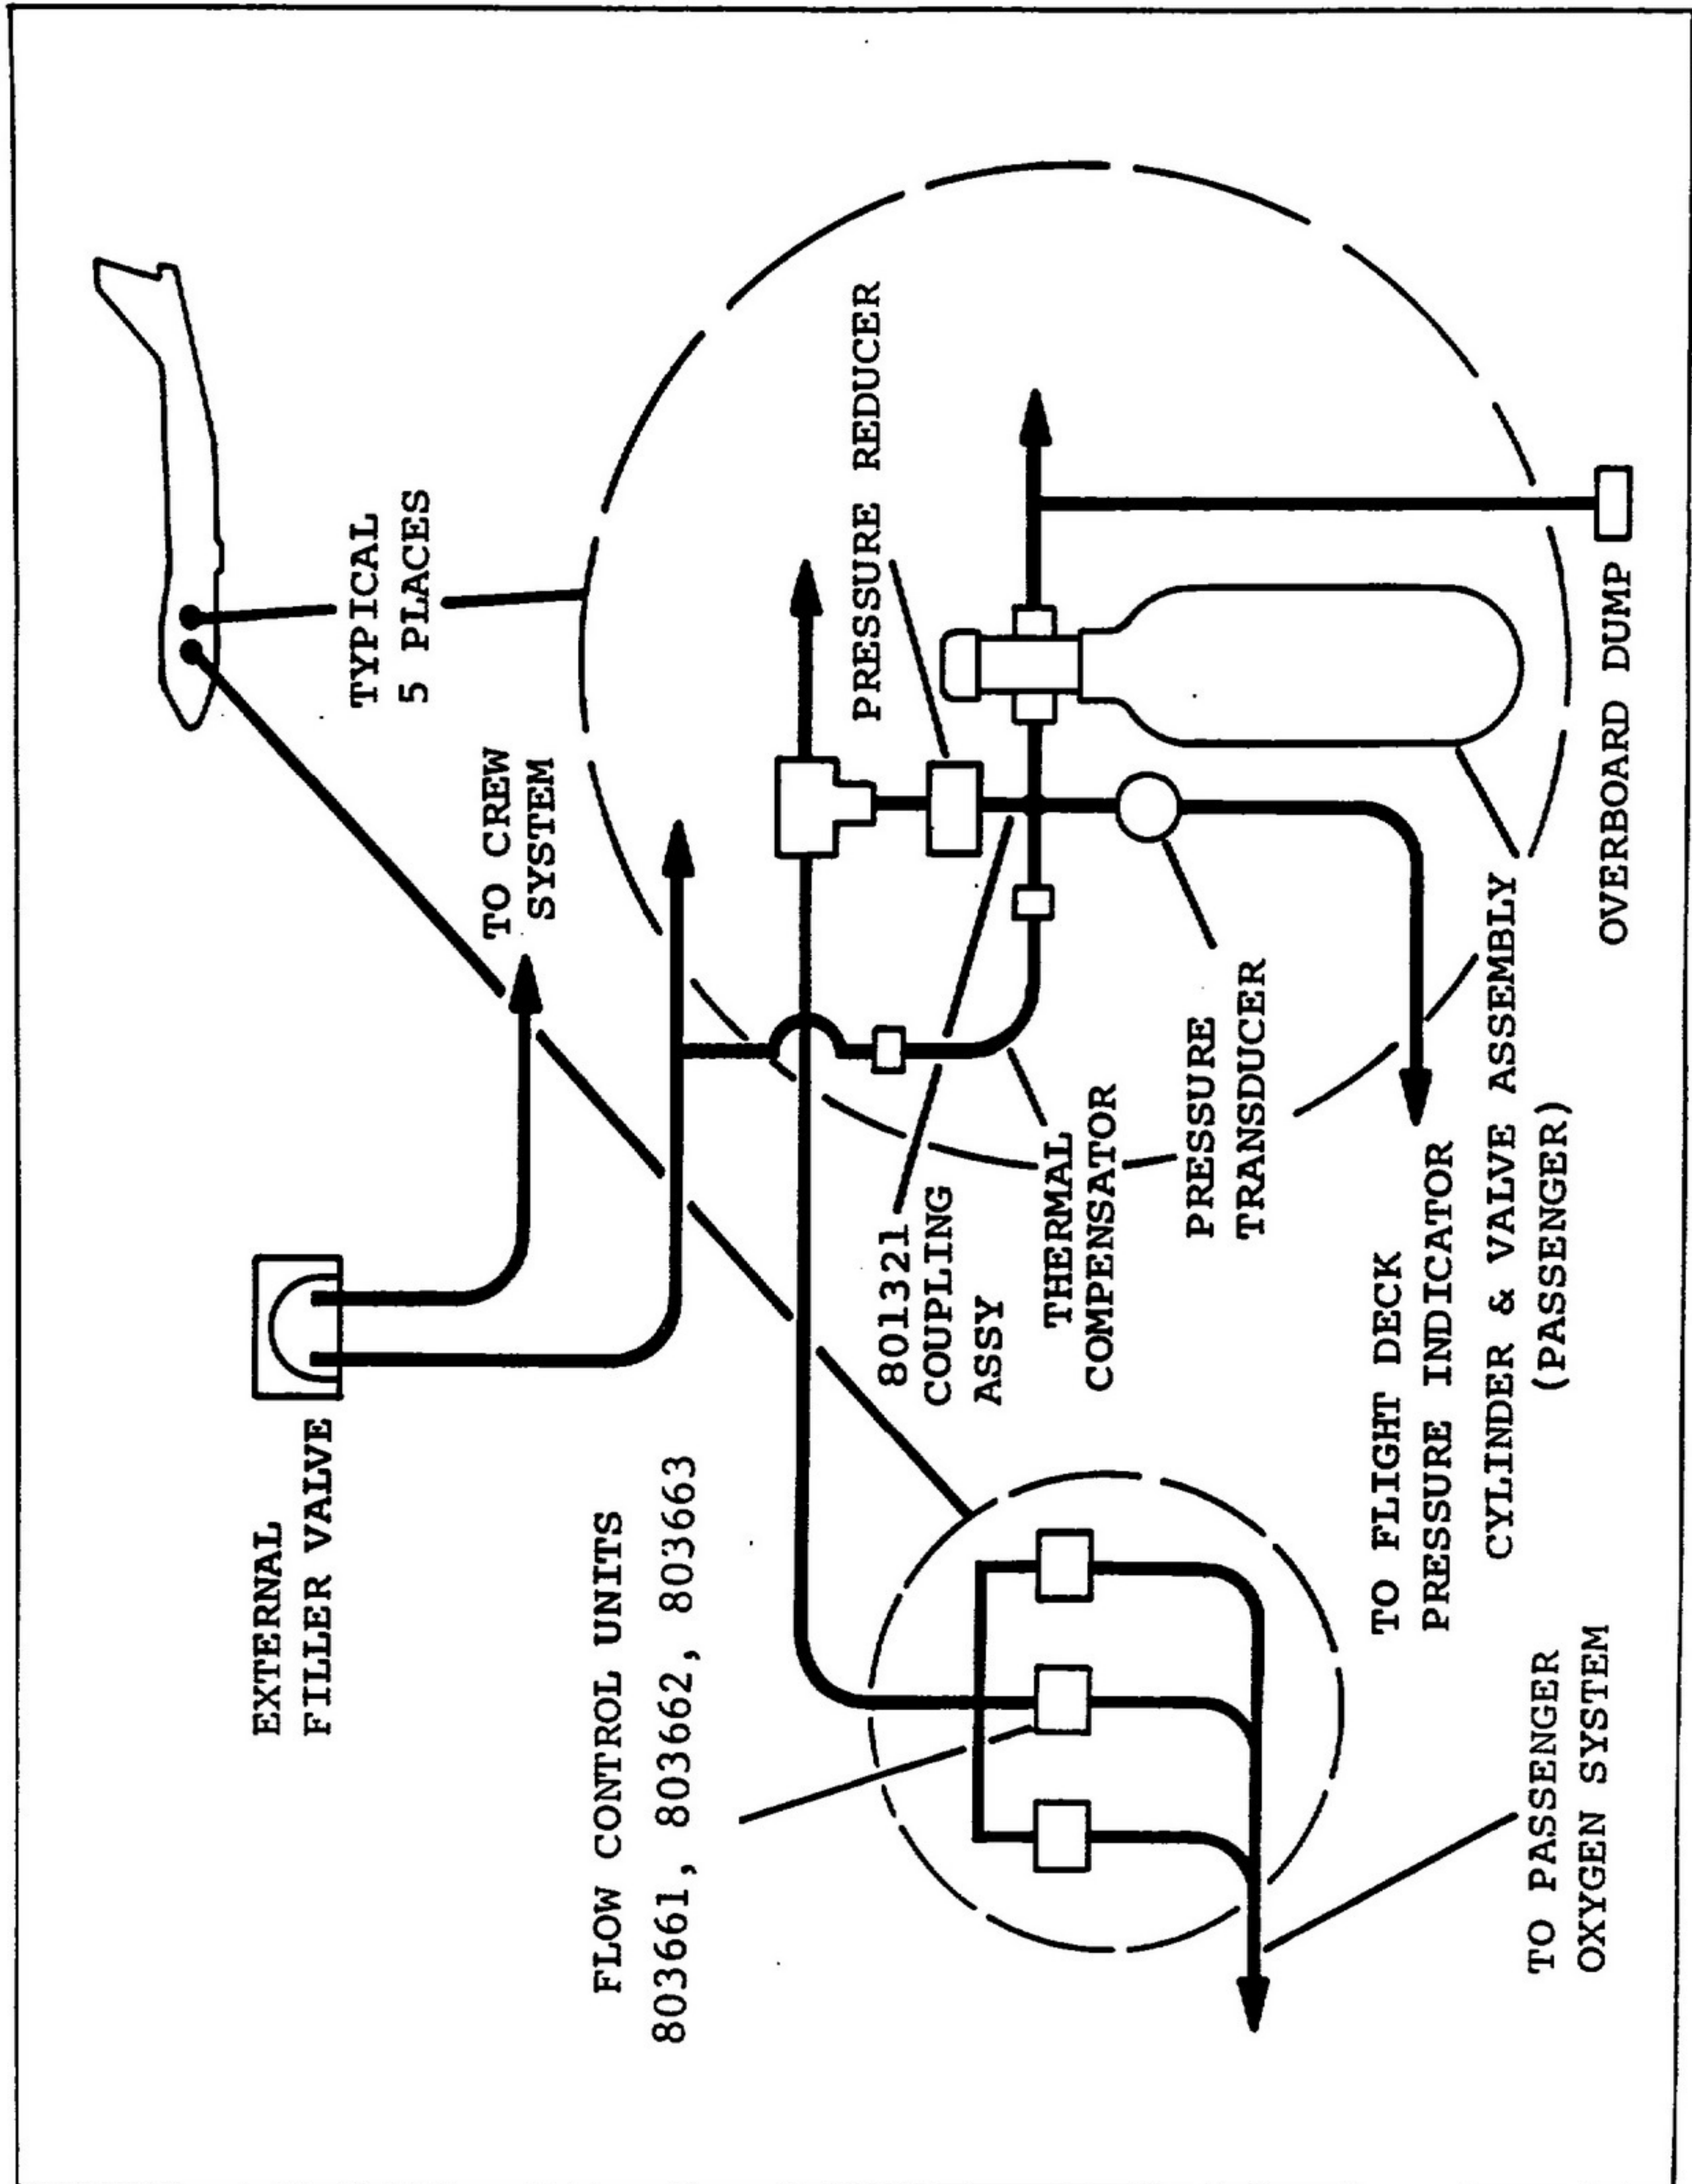 EXTERNAL
FILLER VALVE
TO CREW
SYSTEM
TYPICAL
5 PLACES
FLOW CONTROL UNITS
803661, 803662, 803663
PRESSURE REDUCER
801321
COUPLING
ASSY
THERMAL
COMPENSATOR
PRESSURE
TRANSDUCER
TO FLIGHT DECK
PRESSURE INDICATOR
CYLINDER & VALVE ASSEMBLY
(PASSENGER)
OVERBOARD DUMP
TO PASSENGER
OXYGEN SYSTEM